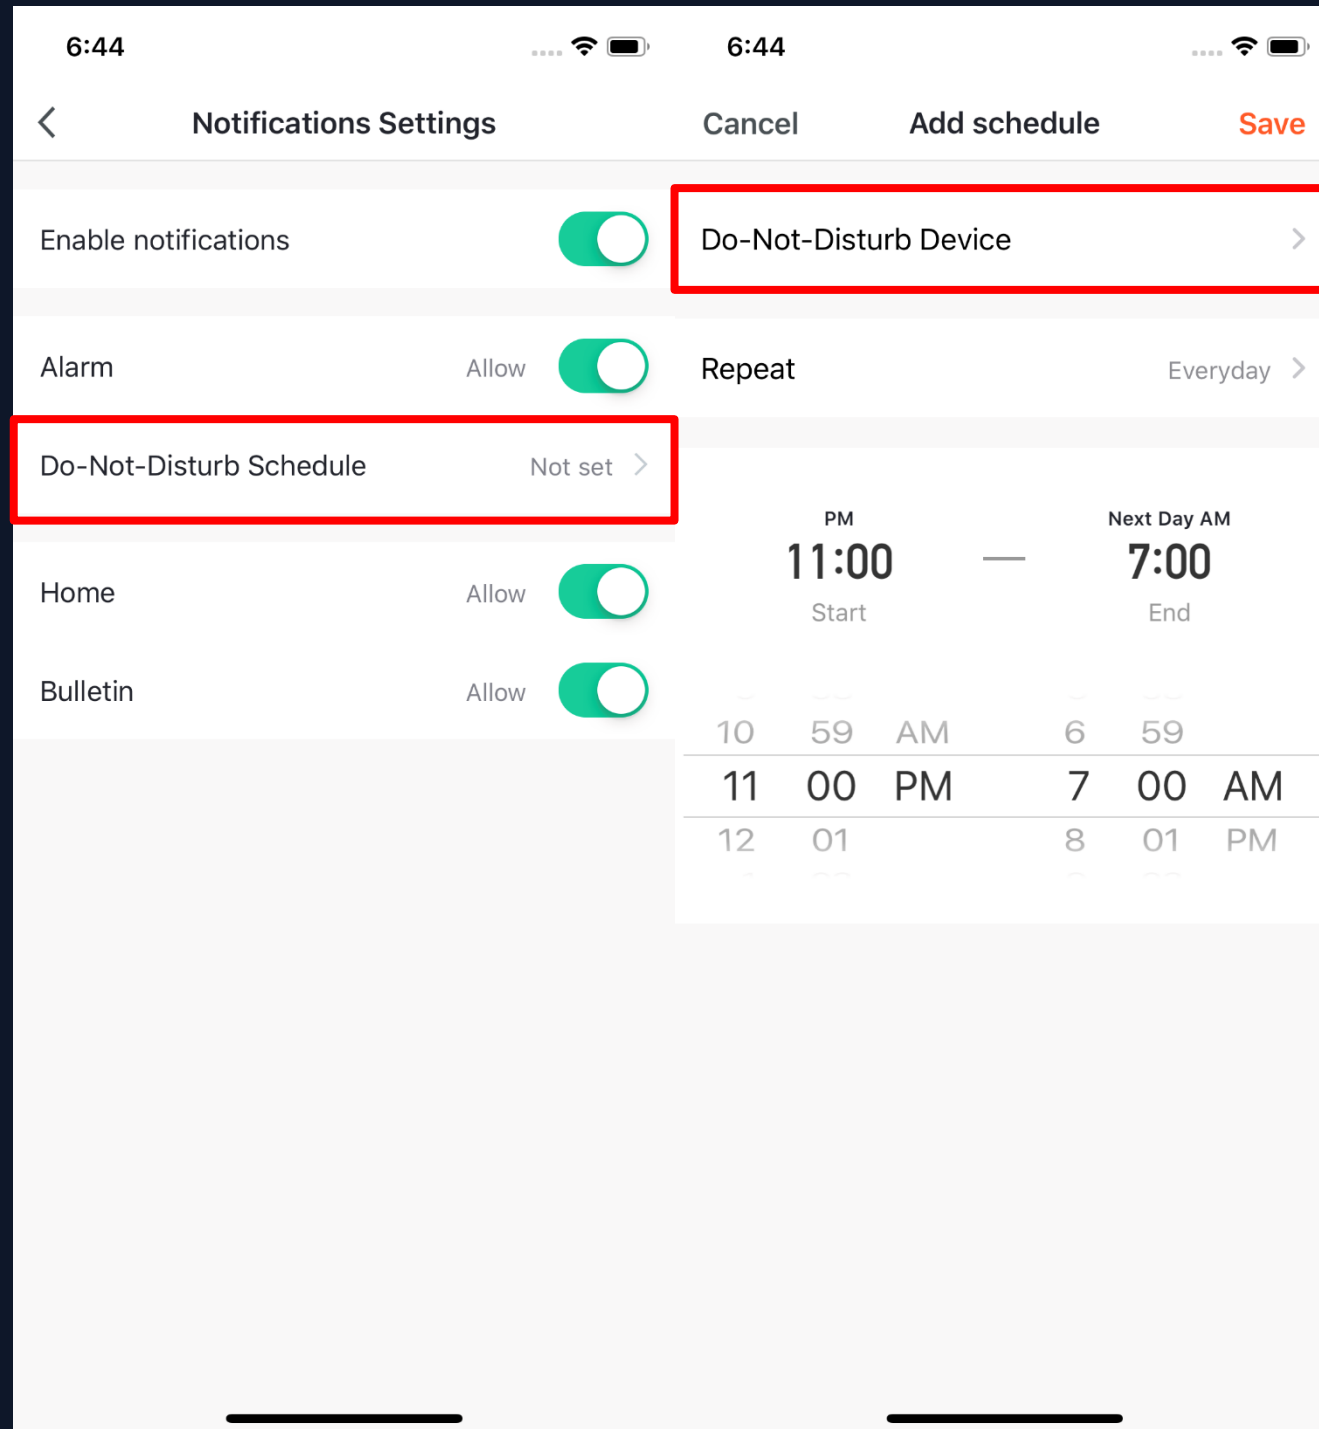 6:44
Notifications Settings
Enable notifications
Alarm Allow
Do-Not-Disturb Schedule Not set
Home Allow
Bulletin Allow
6:44
Cancel Add schedule Save
Do-Not-Disturb Device
Repeat Everyday
PM Next Day AM
11:00 — 7:00
Start End
10 59 AM 6 59
11 00 PM 7 00 AM
12 01 8 01 PM